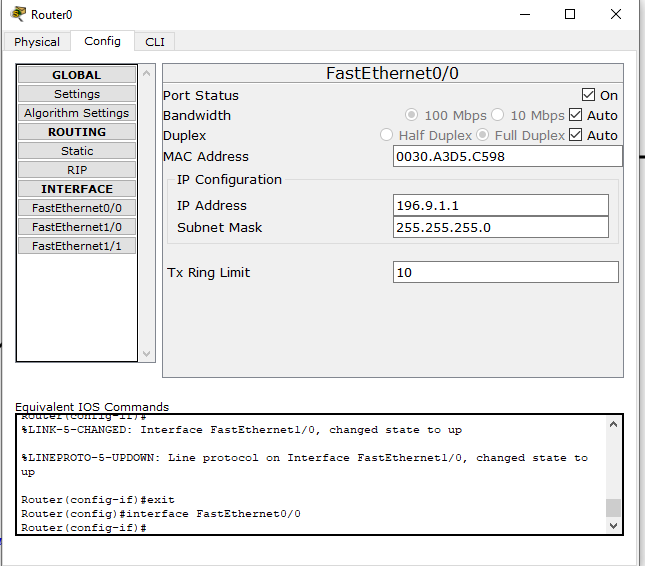 Router0
Physical Config CLI
GLOBAL
Settings
Algorithm Settings
ROUTING
Static
RIP
INTERFACE
FastEthernet0/0
FastEthernet1/0
FastEthernet1/1
FastEthernet0/0
Port Status On
Bandwidth 100 Mbps 10 Mbps Auto
Duplex Half Duplex Full Duplex Auto
MAC Address 0030.A3D5.C598
IP Configuration
IP Address 196.9.1.1
Subnet Mask 255.255.255.0
Tx Ring Limit 10
Equivalent IOS Commands
Router(config-if)#
%LINK-5-CHANGED: Interface FastEthernet1/0, changed state to up
%LINEPROTO-5-UPDOWN: Line protocol on Interface FastEthernet1/0, changed state to
up
Router(config-if)#exit
Router(config)#interface FastEthernet0/0
Router(config-if)#